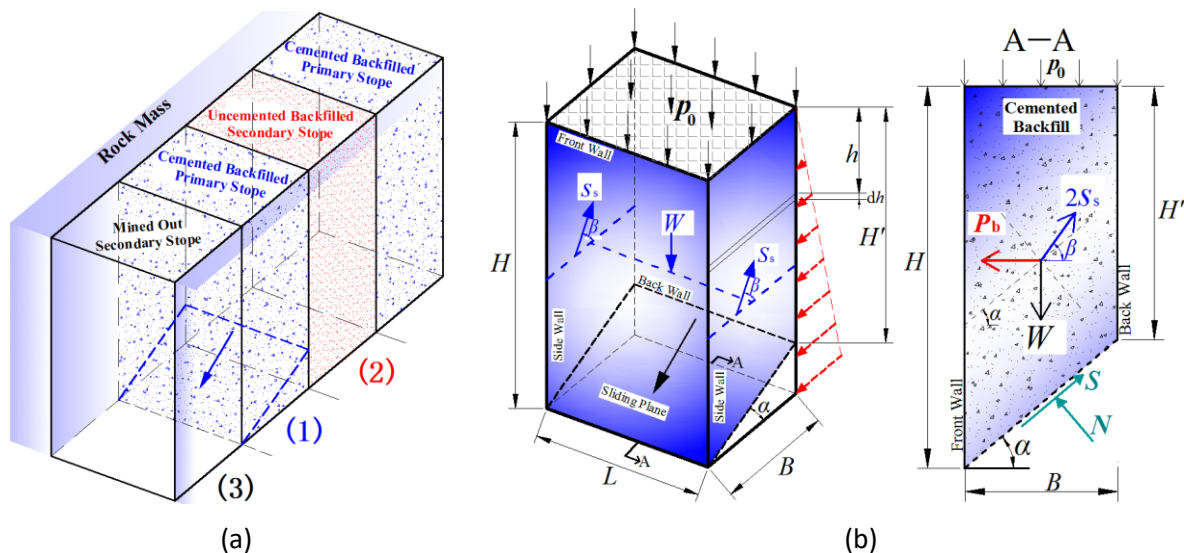 Rock Mass
Cemented Backfilled
Primary Stope
Uncemented Backfilled
Secondary Stope
Cemented Backfilled
Primary Stope
Mined Out
Secondary Stope
(1)
(2)
(3)
(a)
p₀
Front Wall
h
dh
Sₛ
β
W
Sₛ
β
H
H'
Back Wall
Side Wall
A
Side Wall
Sliding Plane
α
A
L
B
A—A
p₀
Cemented
Backfill
2Sₛ
P_b
β
H
H'
α
W
Back Wall
Front Wall
S
N
α
B
(b)